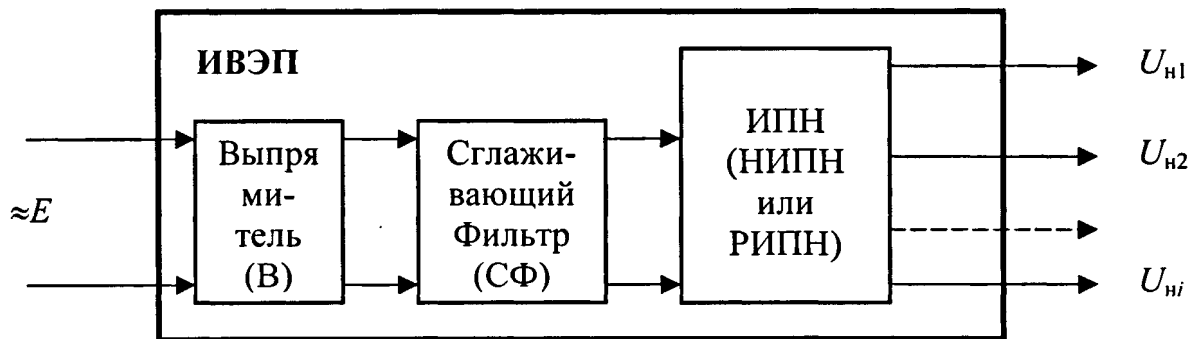 ИВЭП
≈E
Выпря
ми-
тель
(В)
Сглажи-
вающий
Фильтр
(СФ)
ИПН
(НИПН
или
РИПН)
Uн1
Uн2
Uнi